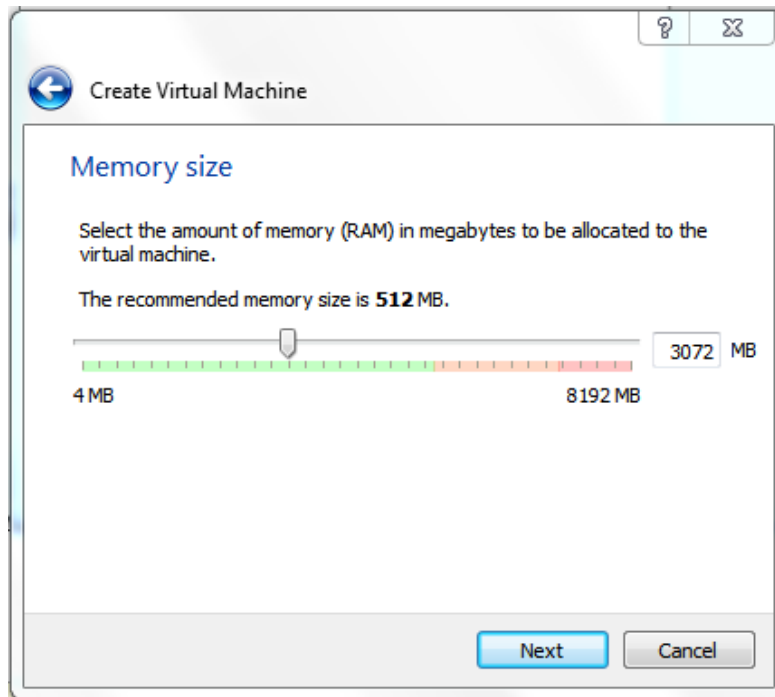 Create Virtual Machine
Memory size
Select the amount of memory (RAM) in megabytes to be allocated to the
virtual machine.
The recommended memory size is 512 MB.
3072 MB
4 MB 8192 MB
Next Cancel